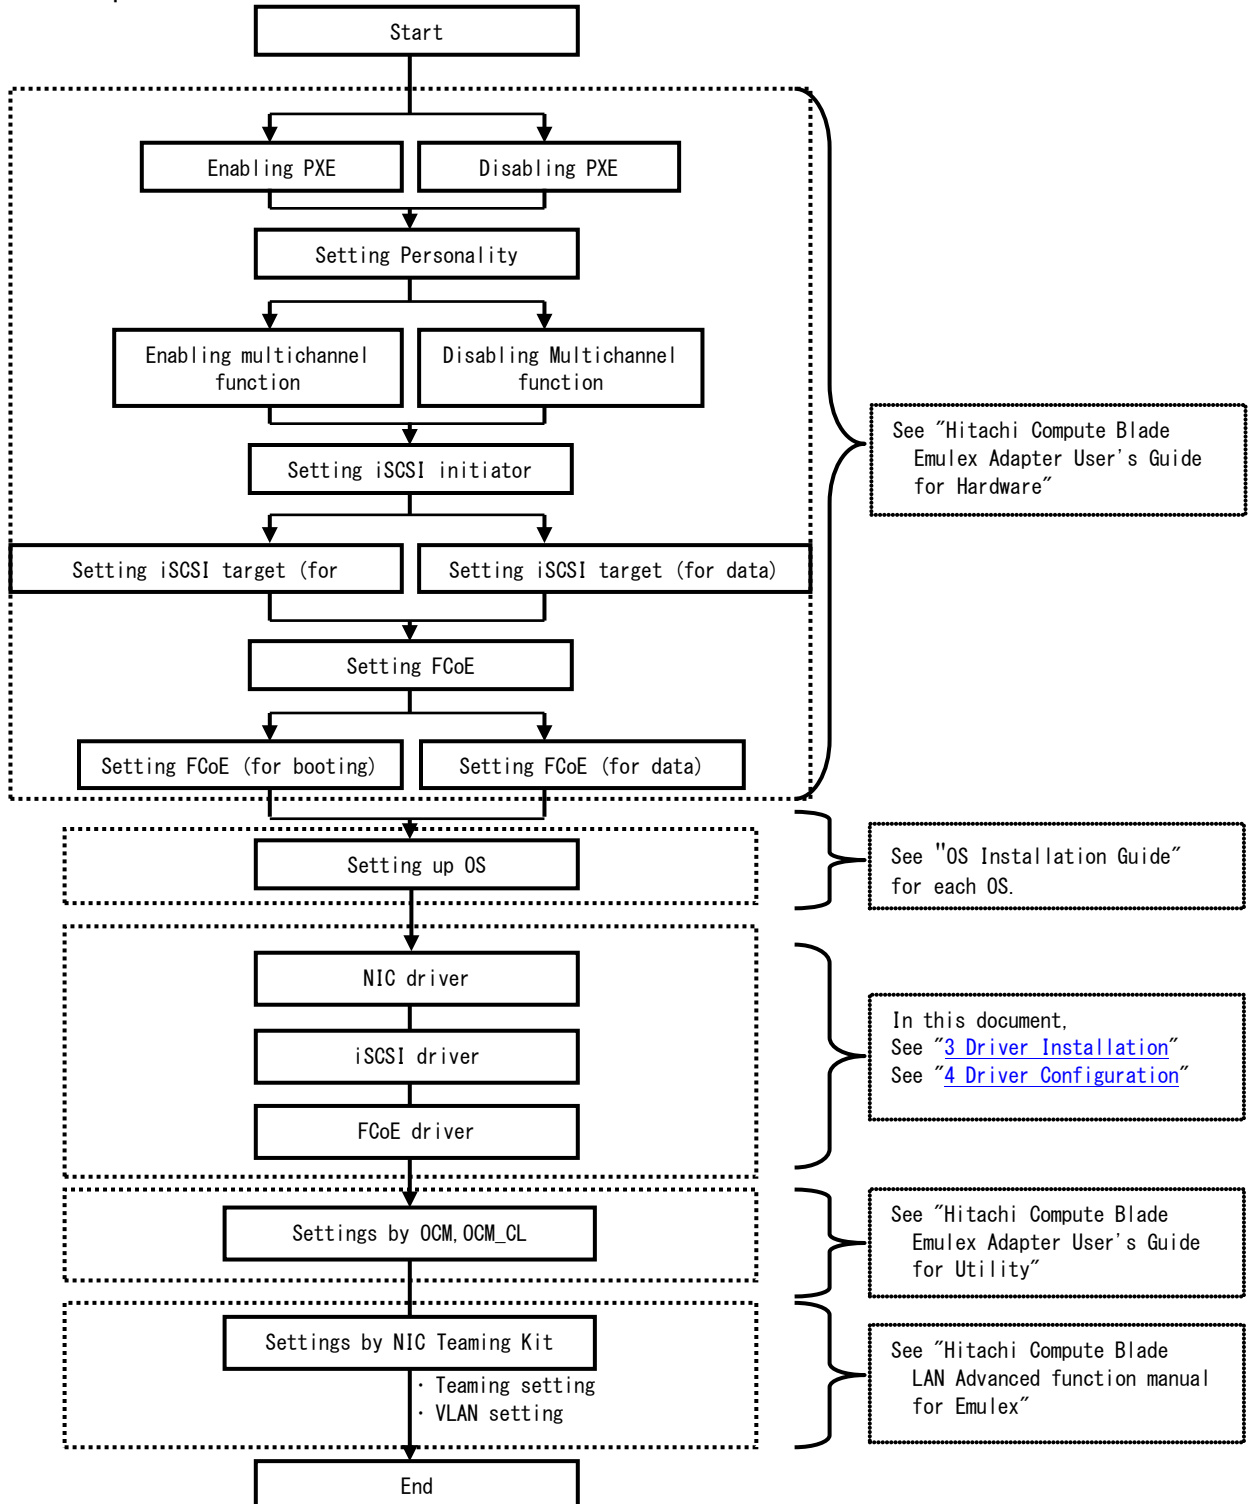 Start
Enabling PXE
Disabling PXE
Setting Personality
Enabling multichannel
function
Disabling Multichannel
function
See "Hitachi Compute Blade
Emulex Adapter User's Guide
for Hardware"
Setting iSCSI initiator
Setting iSCSI target (for
Setting iSCSI target (for data)
Setting FCoE
Setting FCoE (for booting)
Setting FCoE (for data)
Setting up OS
See "OS Installation Guide"
for each OS.
NIC driver
iSCSI driver
FCoE driver
In this document,
See "3 Driver Installation"
See "4 Driver Configuration"
Settings by OCM,OCM_CL
See "Hitachi Compute Blade
Emulex Adapter User's Guide
for Utility"
Settings by NIC Teaming Kit
· Teaming setting
· VLAN setting
See "Hitachi Compute Blade
LAN Advanced function manual
for Emulex"
End